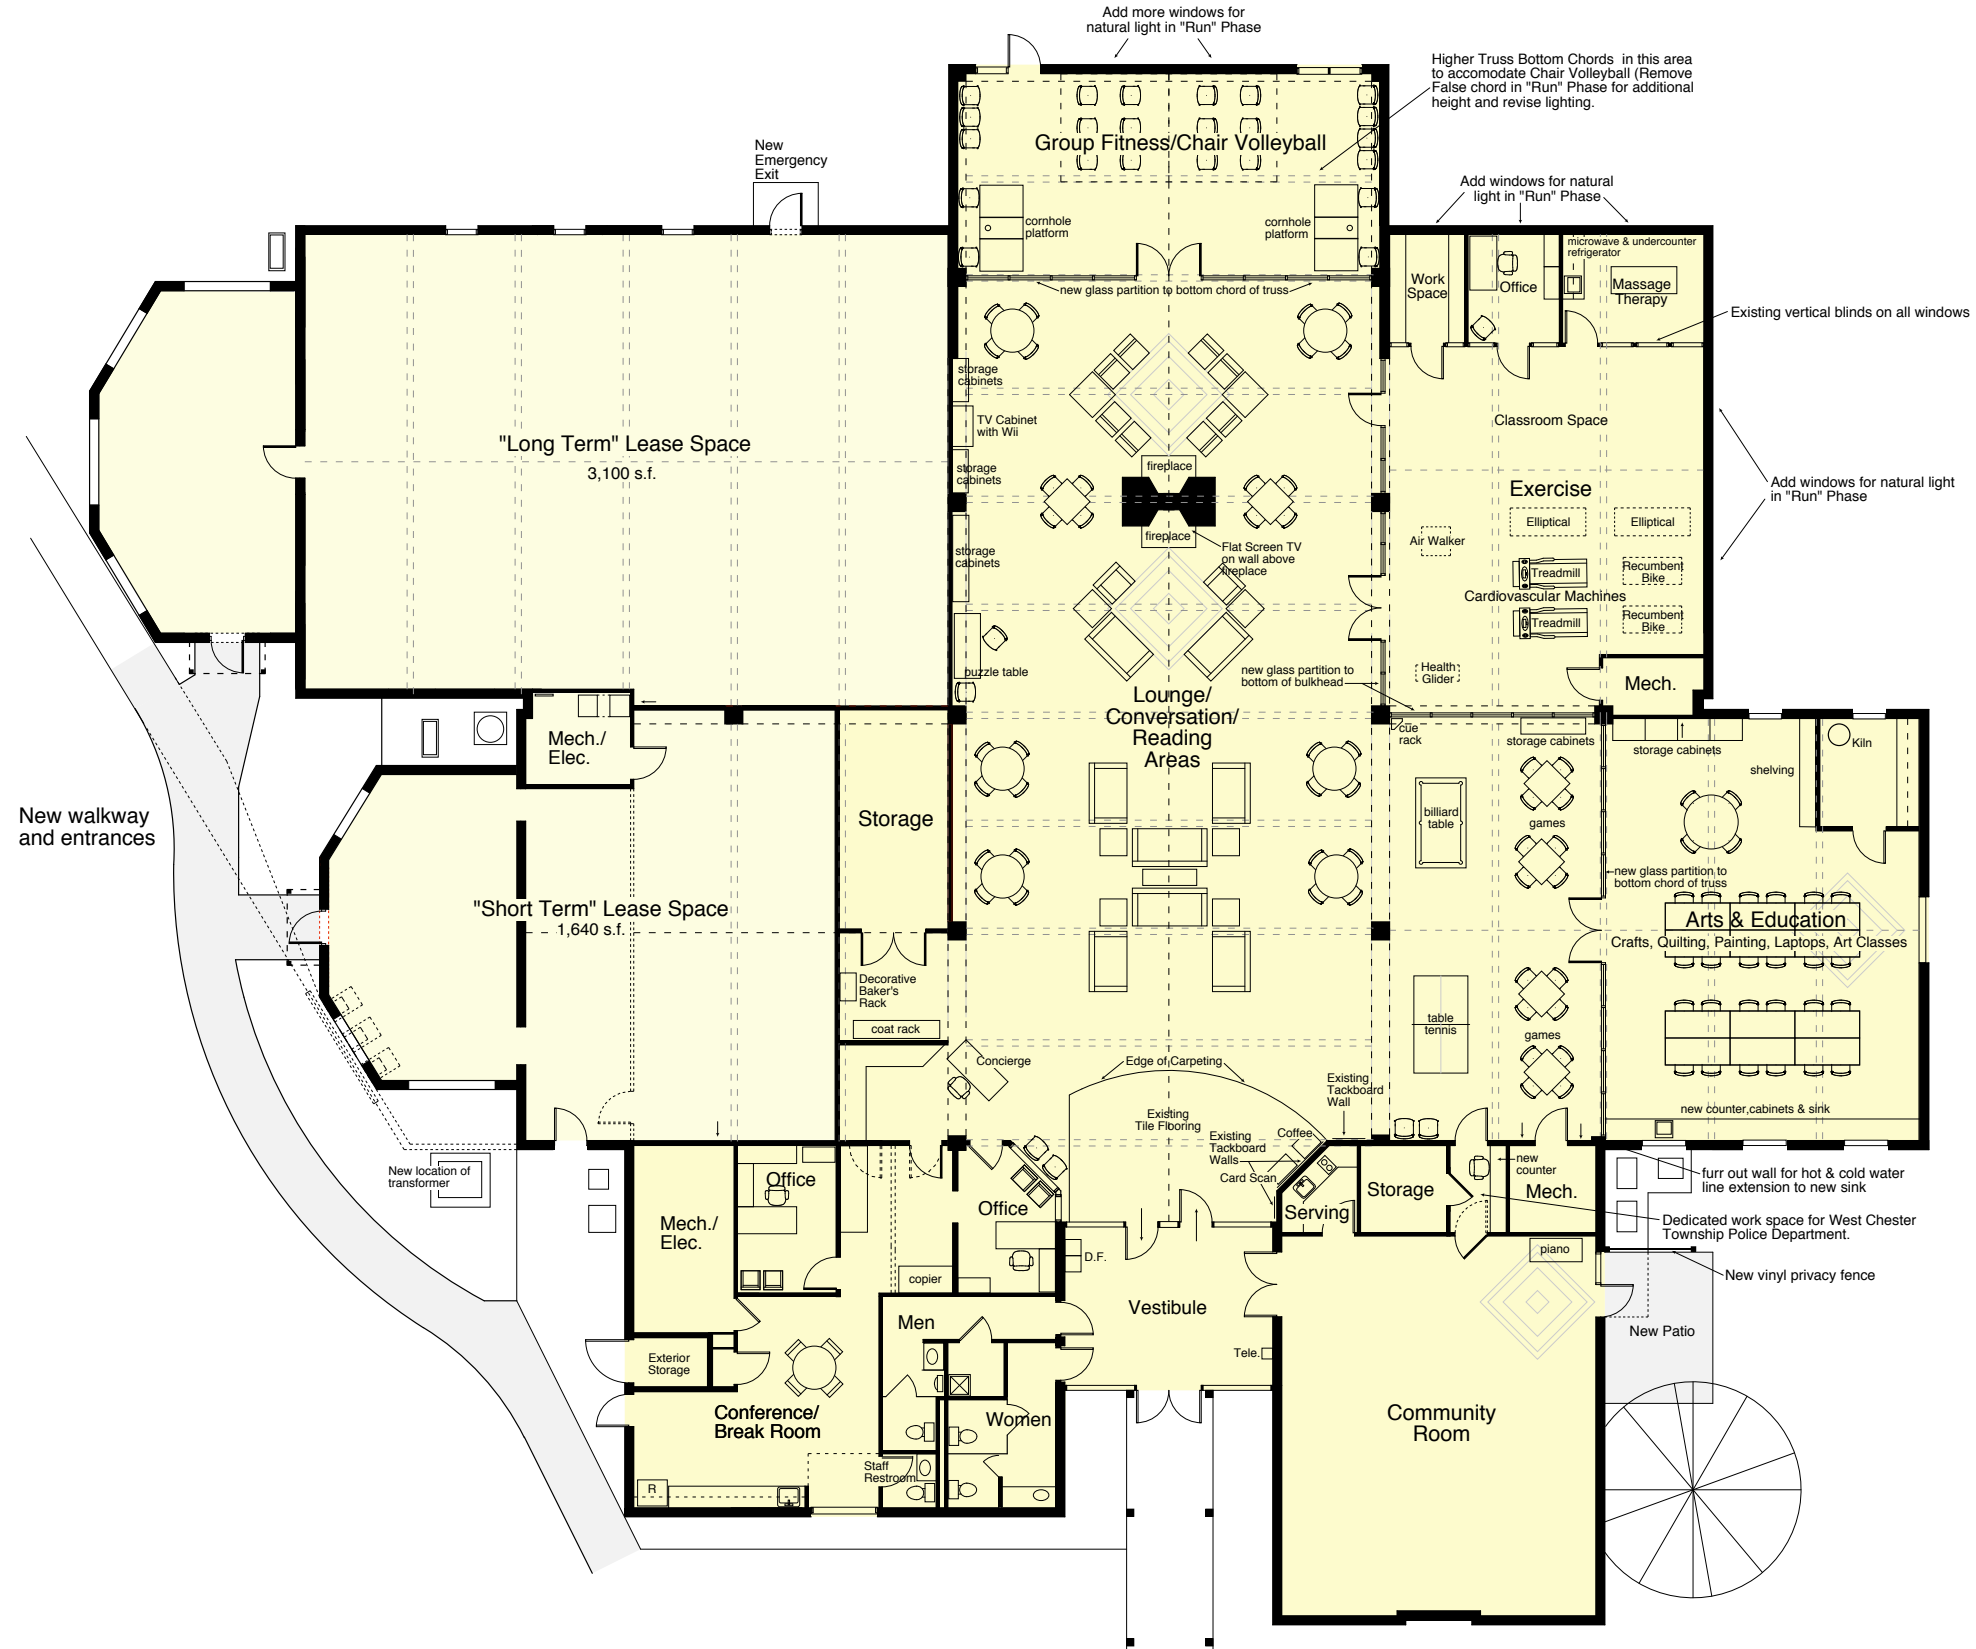 Add more windows for
natural light in "Run" Phase
Higher Truss Bottom Chords in this area
to accomodate Chair Volleyball (Remove
False chord in "Run" Phase for additional
height and revise lighting.
New
Emergency
Exit
Group Fitness/Chair Volleyball
cornhole
platform
cornhole
platform
Add windows for natural
light in "Run" Phase
microwave & undercounter
refrigerator
Work
Space
Office
Massage
Therapy
new glass partition to bottom chord of truss
Existing vertical blinds on all windows
storage
cabinets
TV Cabinet
with Wii
storage
cabinets
storage
cabinets
"Long Term" Lease Space
3,100 s.f.
fireplace
fireplace
Flat Screen TV
on wall above
fireplace
Classroom Space
Exercise
Elliptical
Elliptical
Air Walker
Treadmill
Recumbent
Bike
Cardiovascular Machines
Treadmill
Recumbent
Bike
Add windows for natural light
in "Run" Phase
Health
Glider
Mech.
puzzle table
new glass partition to
bottom of bulkhead
Lounge/
Conversation/
Reading
Areas
Mech./
Elec.
cue
rack
storage cabinets
storage cabinets
Kiln
shelving
New walkway
and entrances
Storage
billiard
table
games
new glass partition to
bottom chord of truss
"Short Term" Lease Space
1,640 s.f.
Arts & Education
Crafts, Quilting, Painting, Laptops, Art Classes
Decorative
Baker's
Rack
coat rack
table
tennis
games
Concierge
Edge of Carpeting
Existing
Tackboard
Wall
Existing
Tile Flooring
new counter,cabinets & sink
Existing
Tackboard
Walls
Coffee
Card Scan
new
counter
New location of
transformer
Office
Office
Serving
Storage
Mech.
furr out wall for hot & cold water
line extension to new sink
Dedicated work space for West Chester
Township Police Department.
Mech./
Elec.
D.F.
piano
New vinyl privacy fence
copier
Vestibule
Men
New Patio
Tele.
Exterior
Storage
Conference/
Break Room
Women
Community
Room
Staff
Restroom
R